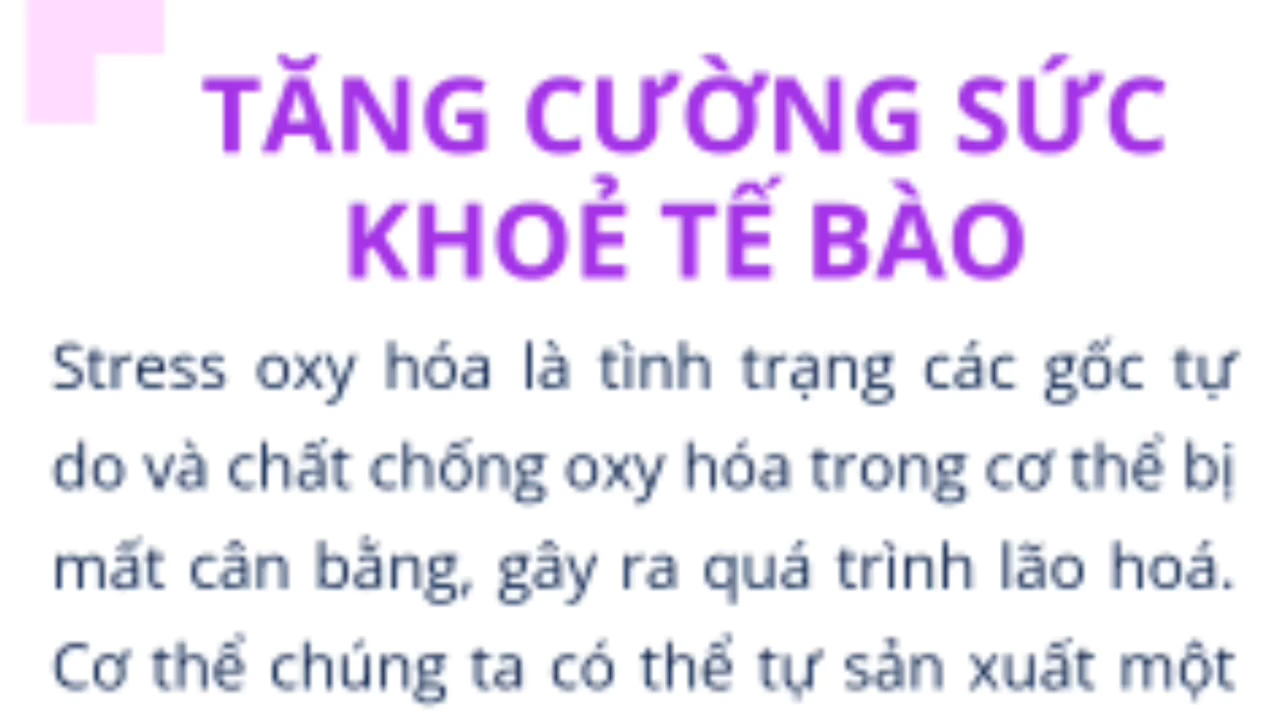 TĂNG CƯỜNG SỨC
KHOẺ TẾ BÀO
Stress oxy hóa là tình trạng các gốc tự
do và chất chống oxy hóa trong cơ thể bị
mất cân bằng, gây ra quá trình lão hoá.
Cơ thể chúng ta có thể tự sản xuất một